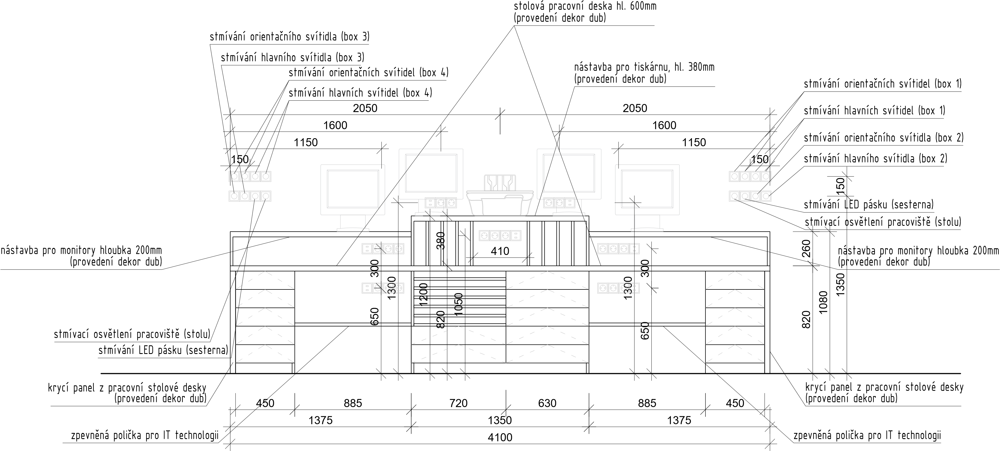 stolová pracovní deska hl. 600mm
(provedení dekor dub)
stmívání orientačního svítidla (box 3)
stmívání hlavního svítidla (box 3)
stmívání orientačních svítidel (box 4)
stmívání hlavních svítidel (box 4)
nástavba pro tiskárnu, hl. 380mm
(provedení dekor dub)
stmívání orientačních svítidel (box 1)
stmívání hlavních svítidel (box 1)
stmívání orientačního svítidla (box 2)
stmívání hlavního svítidla (box 2)
2050
2050
1600
1600
1150
1150
150
150
150
stmívání LED pásku (sesterna)
stmívací osvětlení pracoviště (stolu)
nástavba pro monitory hloubka 200mm
(provedení dekor dub)
380
410
260
nástavba pro monitory hloubka 200mm
(provedení dekor dub)
300
300
1300
1200
1050
1300
1350
1080
650
820
650
820
stmívací osvětlení pracoviště (stolu)
stmívání LED pásku (sesterna)
krycí panel z pracovní stolové desky
(provedení dekor dub)
krycí panel z pracovní stolové desky
(provedení dekor dub)
450
885
720
630
885
450
1375
1350
1375
zpevněná polička pro IT technologii
4100
zpevněná polička pro IT technologii